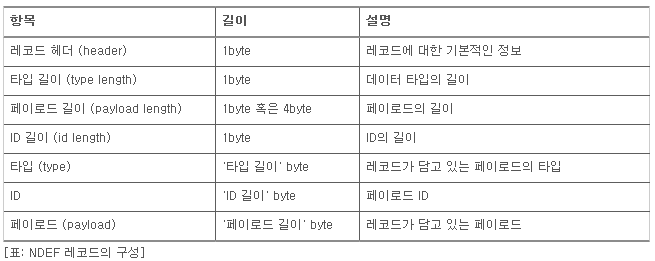 항목 길이 설명
레코드 헤더 (header) 1byte 레코드에 대한 기본적인 정보
타입 길이 (type length) 1byte 데이터 타입의 길이
페이로드 길이 (payload length) 1byte 혹은 4byte 페이로드의 길이
ID 길이 (id length) 1byte ID의 길이
타입 (type) '타입 길이' byte 레코드가 담고 있는 페이로드의 타입
ID 'ID 길이' byte 페이로드 ID
페이로드 (payload) '페이로드 길이' byte 레코드가 담고 있는 페이로드
[표: NDEF 레코드의 구성]